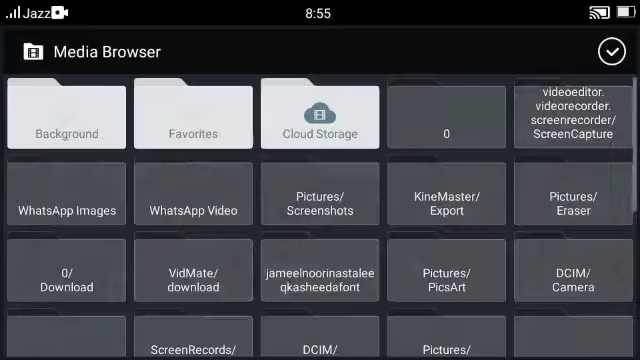 Jazz
8:55
Media Browser
Background
Favorites
Cloud Storage
0
videoeditor.
videorecorder.
screenrecorder/
ScreenCapture
WhatsApp Images
WhatsApp Video
Pictures/
Screenshots
KineMaster/
Export
Pictures/
Eraser
0/
Download
VidMate/
download
jameelnoorinastalee
qkasheedafont
Pictures/
PicsArt
DCIM/
Camera
ScreenRecords/
DCIM/
Pictures/